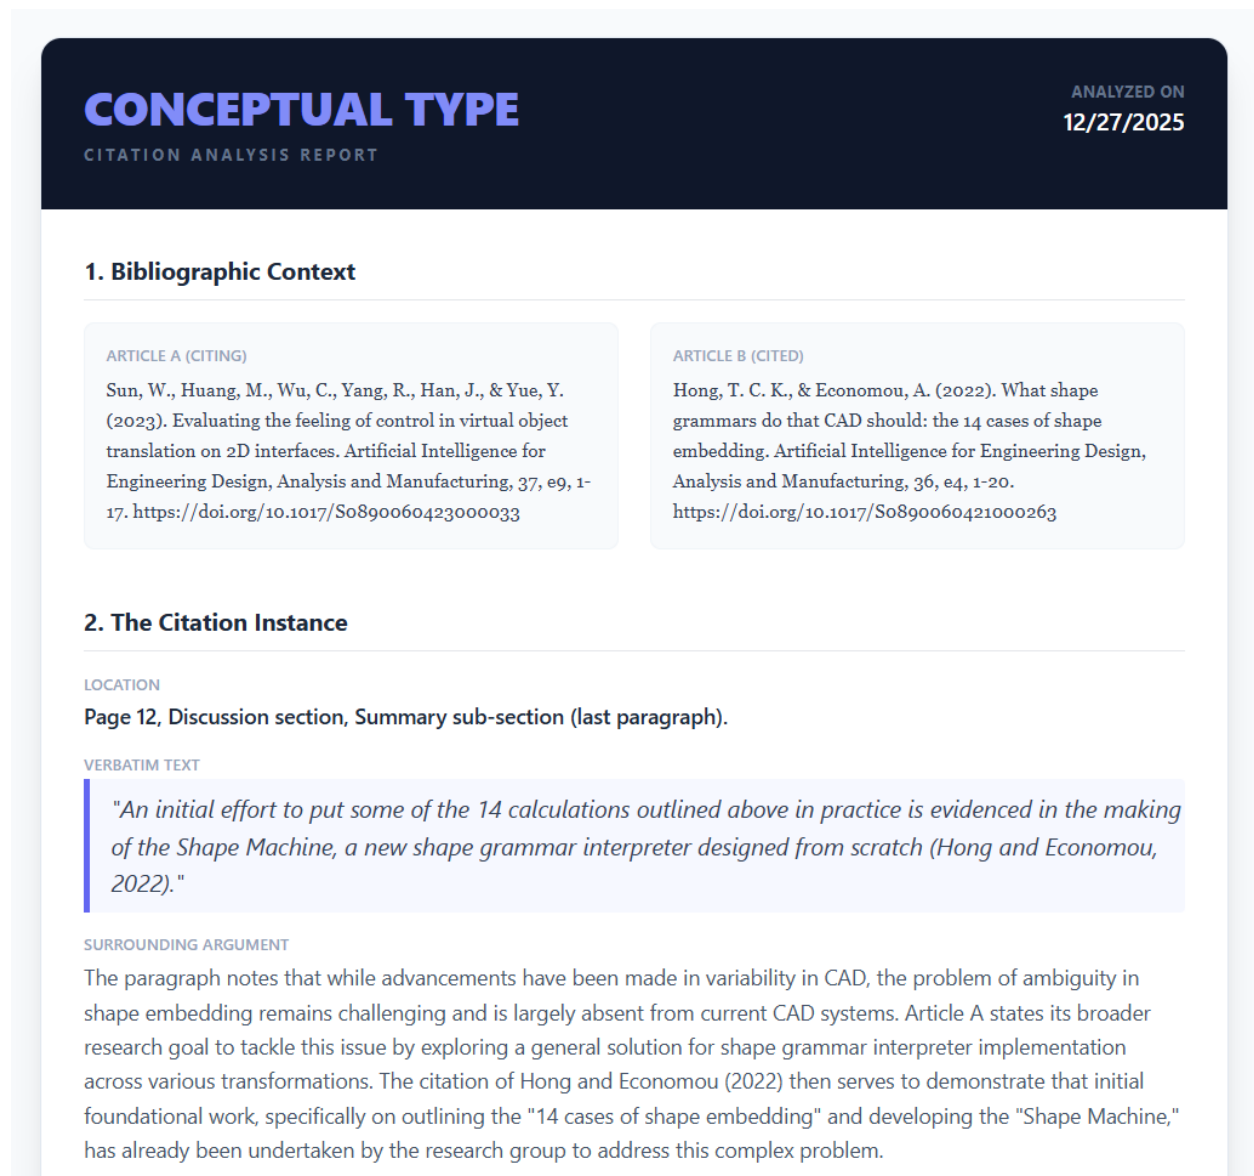 CONCEPTUAL TYPE
CITATION ANALYSIS REPORT
ANALYZED ON
12/27/2025
1. Bibliographic Context
ARTICLE A (CITING)
Sun, W., Huang, M., Wu, C., Yang, R., Han, J., & Yue, Y.
(2023). Evaluating the feeling of control in virtual object
translation on 2D interfaces. Artificial Intelligence for
Engineering Design, Analysis and Manufacturing, 37, e9, 1-
17. https://doi.org/10.1017/S0890060423000033
ARTICLE B (CITED)
Hong, T. C. K., & Economou, A. (2022). What shape
grammars do that CAD should: the 14 cases of shape
embedding. Artificial Intelligence for Engineering Design,
Analysis and Manufacturing, 36, e4, 1-20.
https://doi.org/10.1017/S0890060421000263
2. The Citation Instance
LOCATION
Page 12, Discussion section, Summary sub-section (last paragraph).
VERBATIM TEXT
"An initial effort to put some of the 14 calculations outlined above in practice is evidenced in the making
of the Shape Machine, a new shape grammar interpreter designed from scratch (Hong and Economou,
2022)."
SURROUNDING ARGUMENT
The paragraph notes that while advancements have been made in variability in CAD, the problem of ambiguity in
shape embedding remains challenging and is largely absent from current CAD systems. Article A states its broader
research goal to tackle this issue by exploring a general solution for shape grammar interpreter implementation
across various transformations. The citation of Hong and Economou (2022) then serves to demonstrate that initial
foundational work, specifically on outlining the "14 cases of shape embedding" and developing the "Shape Machine,"
has already been undertaken by the research group to address this complex problem.